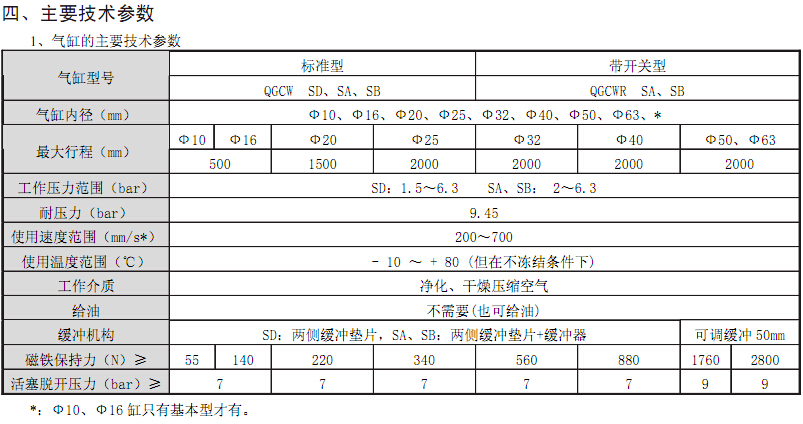 四、主要技术参数
1、气缸的主要技术参数
气缸型号 标准型 带开关型
QGCW SD、SA、SB QGCWR SA、SB
气缸内径（mm） Φ10、Φ16、Φ20、Φ25、Φ32、Φ40、Φ50、Φ63、*
最大行程（mm） Φ10 Φ16 Φ20 Φ25 Φ32 Φ40 Φ50、Φ63
500 1500 2000 2000 2000 2000
工作压力范围（bar） SD：1.5～6.3 SA、SB： 2～6.3
耐压力（bar） 9.45
使用速度范围（mm/s*） 200～700
使用温度范围（℃） - 10 ～ + 80 (但在不冻结条件下)
工作介质 净化、干燥压缩空气
给油 不需要(也可给油)
缓冲机构 SD：两侧缓冲垫片，SA、SB：两侧缓冲垫片+缓冲器 可调缓冲 50mm
磁铁保持力（N）≥ 55 140 220 340 560 880 1760 2800
活塞脱开压力（bar）≥ 7 7 7 7 7 9 9
*：Φ10、Φ16 缸只有基本型才有。